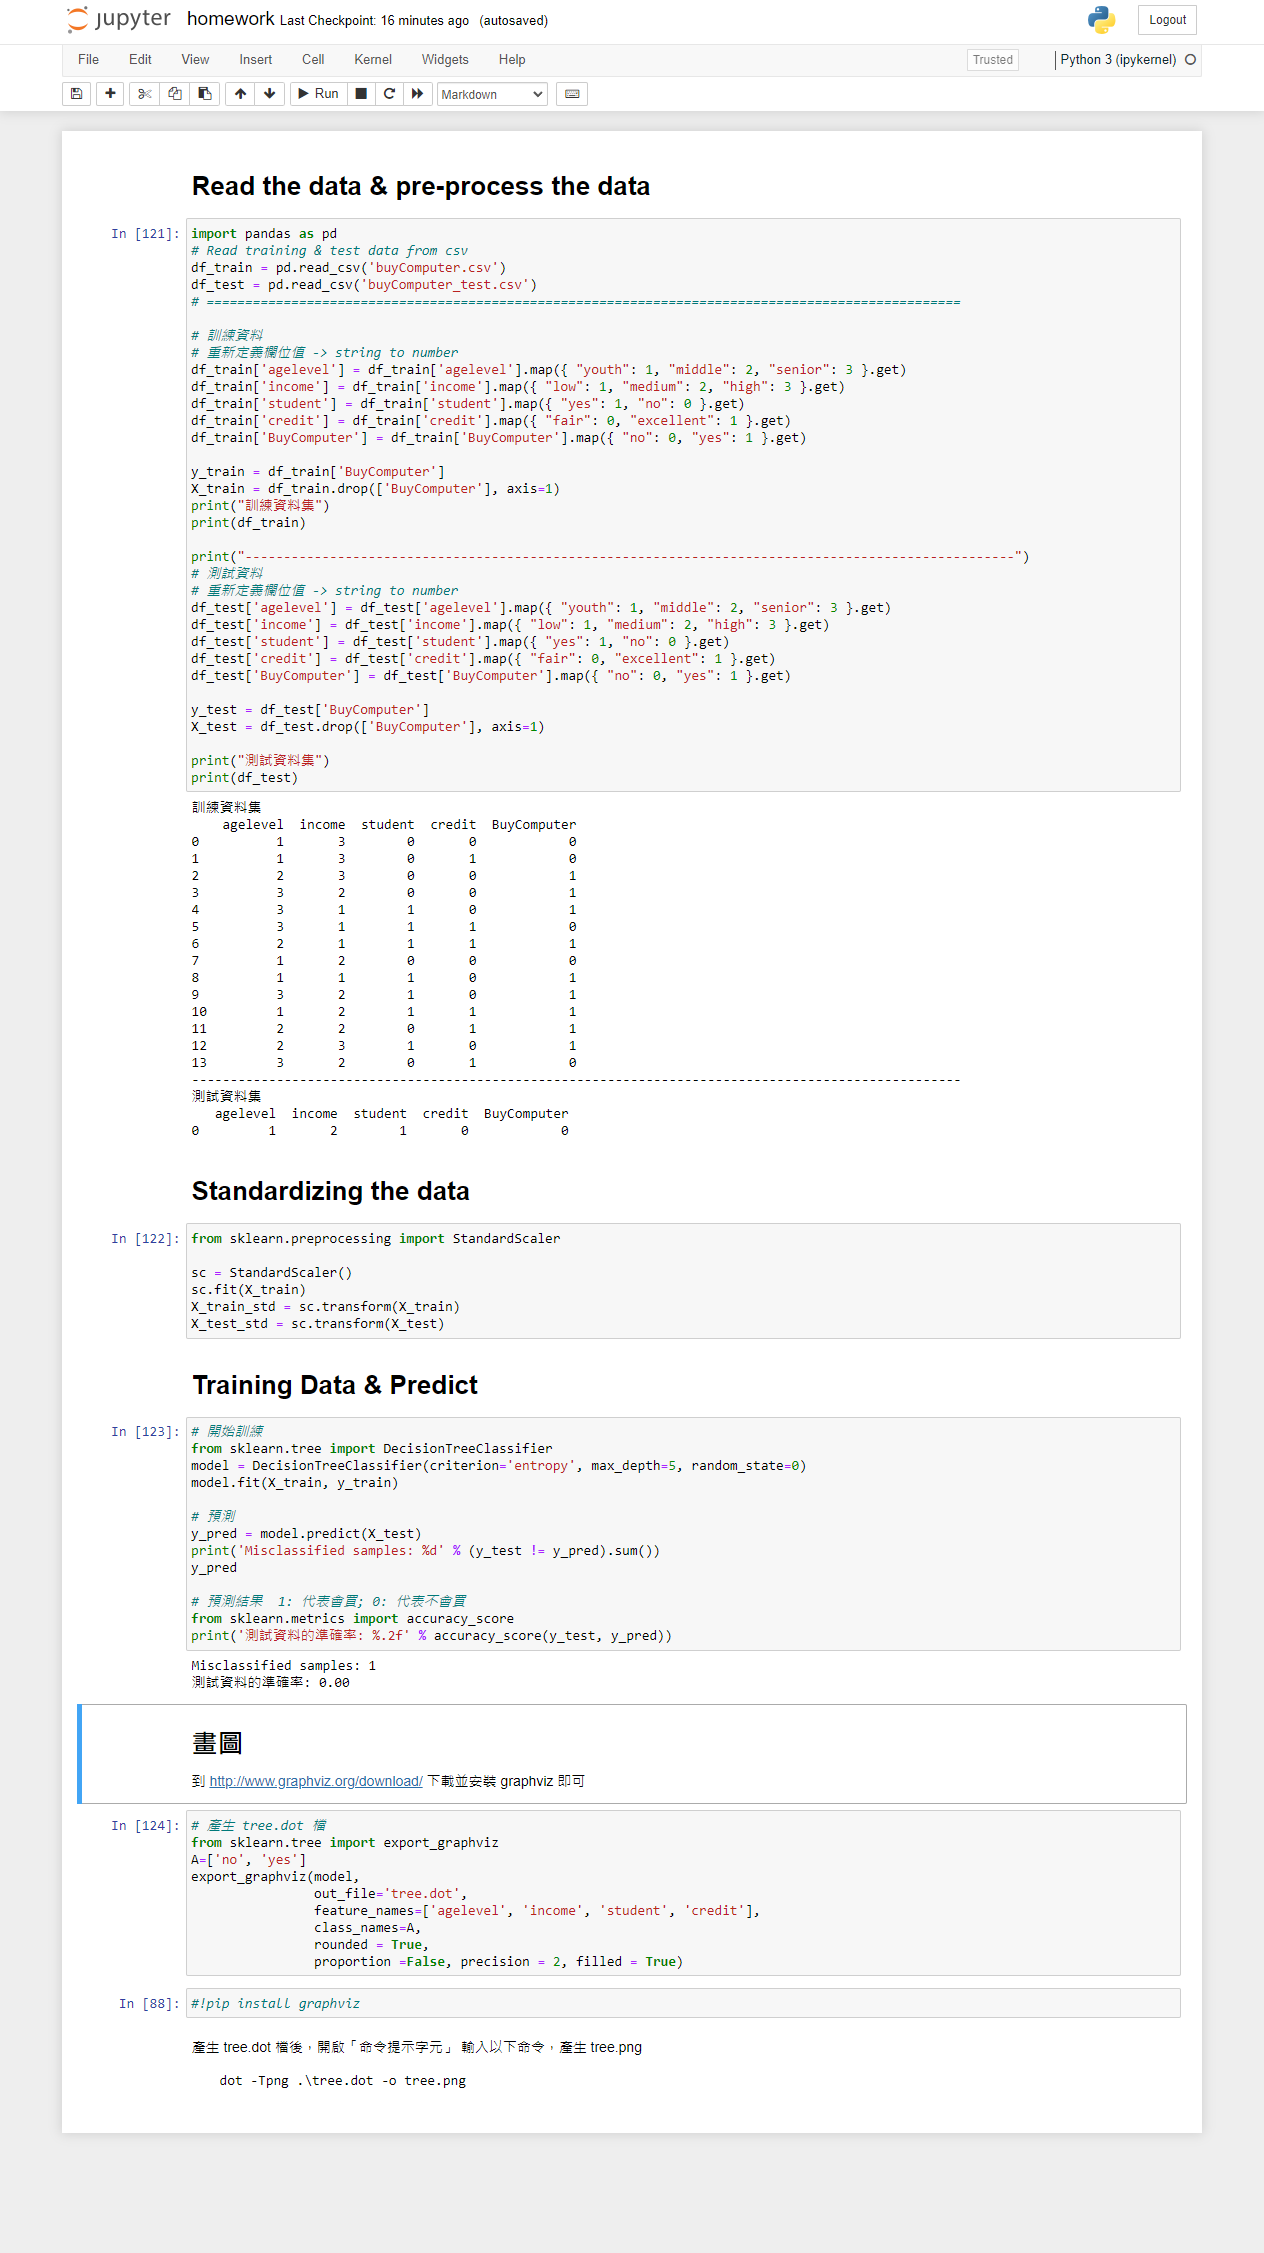 jupyter homework Last Checkpoint: 16 minutes ago (autosaved) Logout
File Edit View Insert Cell Kernel Widgets Help Trusted Python 3 (ipykernel)
Run Markdown
Read the data & pre-process the data
In [121]: import pandas as pd
# Read training & test data from csv
df_train = pd.read_csv('buyComputer.csv')
df_test = pd.read_csv('buyComputer_test.csv')
# ==================================================================================================
# 訓練資料
# 重新定義欄位值 -> string to number
df_train['agelevel'] = df_train['agelevel'].map({ "youth": 1, "middle": 2, "senior": 3 }.get)
df_train['income'] = df_train['income'].map({ "low": 1, "medium": 2, "high": 3 }.get)
df_train['student'] = df_train['student'].map({ "yes": 1, "no": 0 }.get)
df_train['credit'] = df_train['credit'].map({ "fair": 0, "excellent": 1 }.get)
df_train['BuyComputer'] = df_train['BuyComputer'].map({ "no": 0, "yes": 1 }.get)
y_train = df_train['BuyComputer']
X_train = df_train.drop(['BuyComputer'], axis=1)
print("訓練資料集")
print(df_train)
print("----------------------------------------------------------------------------------------------------")
# 測試資料
# 重新定義欄位值 -> string to number
df_test['agelevel'] = df_test['agelevel'].map({ "youth": 1, "middle": 2, "senior": 3 }.get)
df_test['income'] = df_test['income'].map({ "low": 1, "medium": 2, "high": 3 }.get)
df_test['student'] = df_test['student'].map({ "yes": 1, "no": 0 }.get)
df_test['credit'] = df_test['credit'].map({ "fair": 0, "excellent": 1 }.get)
df_test['BuyComputer'] = df_test['BuyComputer'].map({ "no": 0, "yes": 1 }.get)
y_test = df_test['BuyComputer']
X_test = df_test.drop(['BuyComputer'], axis=1)
print("測試資料集")
print(df_test)
訓練資料集
agelevel income student credit BuyComputer
0 1 3 0 0 0
1 1 3 0 1 0
2 2 3 0 0 1
3 3 2 0 0 1
4 3 1 1 0 1
5 3 1 1 1 0
6 2 1 1 1 1
7 1 2 0 0 0
8 1 1 1 0 1
9 3 2 1 0 1
10 1 2 1 1 1
11 2 2 0 1 1
12 2 3 1 0 1
13 3 2 0 1 0
----------------------------------------------------------------------------------------------------
測試資料集
agelevel income student credit BuyComputer
0 1 2 1 0 0
Standardizing the data
In [122]: from sklearn.preprocessing import StandardScaler
sc = StandardScaler()
sc.fit(X_train)
X_train_std = sc.transform(X_train)
X_test_std = sc.transform(X_test)
Training Data & Predict
In [123]: # 開始訓練
from sklearn.tree import DecisionTreeClassifier
model = DecisionTreeClassifier(criterion='entropy', max_depth=5, random_state=0)
model.fit(X_train, y_train)
# 預測
y_pred = model.predict(X_test)
print('Misclassified samples: %d' % (y_test != y_pred).sum())
y_pred
# 預測結果 1: 代表會買; 0: 代表不會買
from sklearn.metrics import accuracy_score
print('測試資料的準確率: %.2f' % accuracy_score(y_test, y_pred))
Misclassified samples: 1
測試資料的準確率: 0.00
畫圖
到 http://www.graphviz.org/download/ 下載並安裝 graphviz 即可
In [124]: # 產生 tree.dot 檔
from sklearn.tree import export_graphviz
A=['no', 'yes']
export_graphviz(model,
out_file='tree.dot',
feature_names=['agelevel', 'income', 'student', 'credit'],
class_names=A,
rounded = True,
proportion =False, precision = 2, filled = True)
In [88]: #!pip install graphviz
產生 tree.dot 檔後，開啟「命令提示字元」 輸入以下命令，產生 tree.png
dot -Tpng .\tree.dot -o tree.png